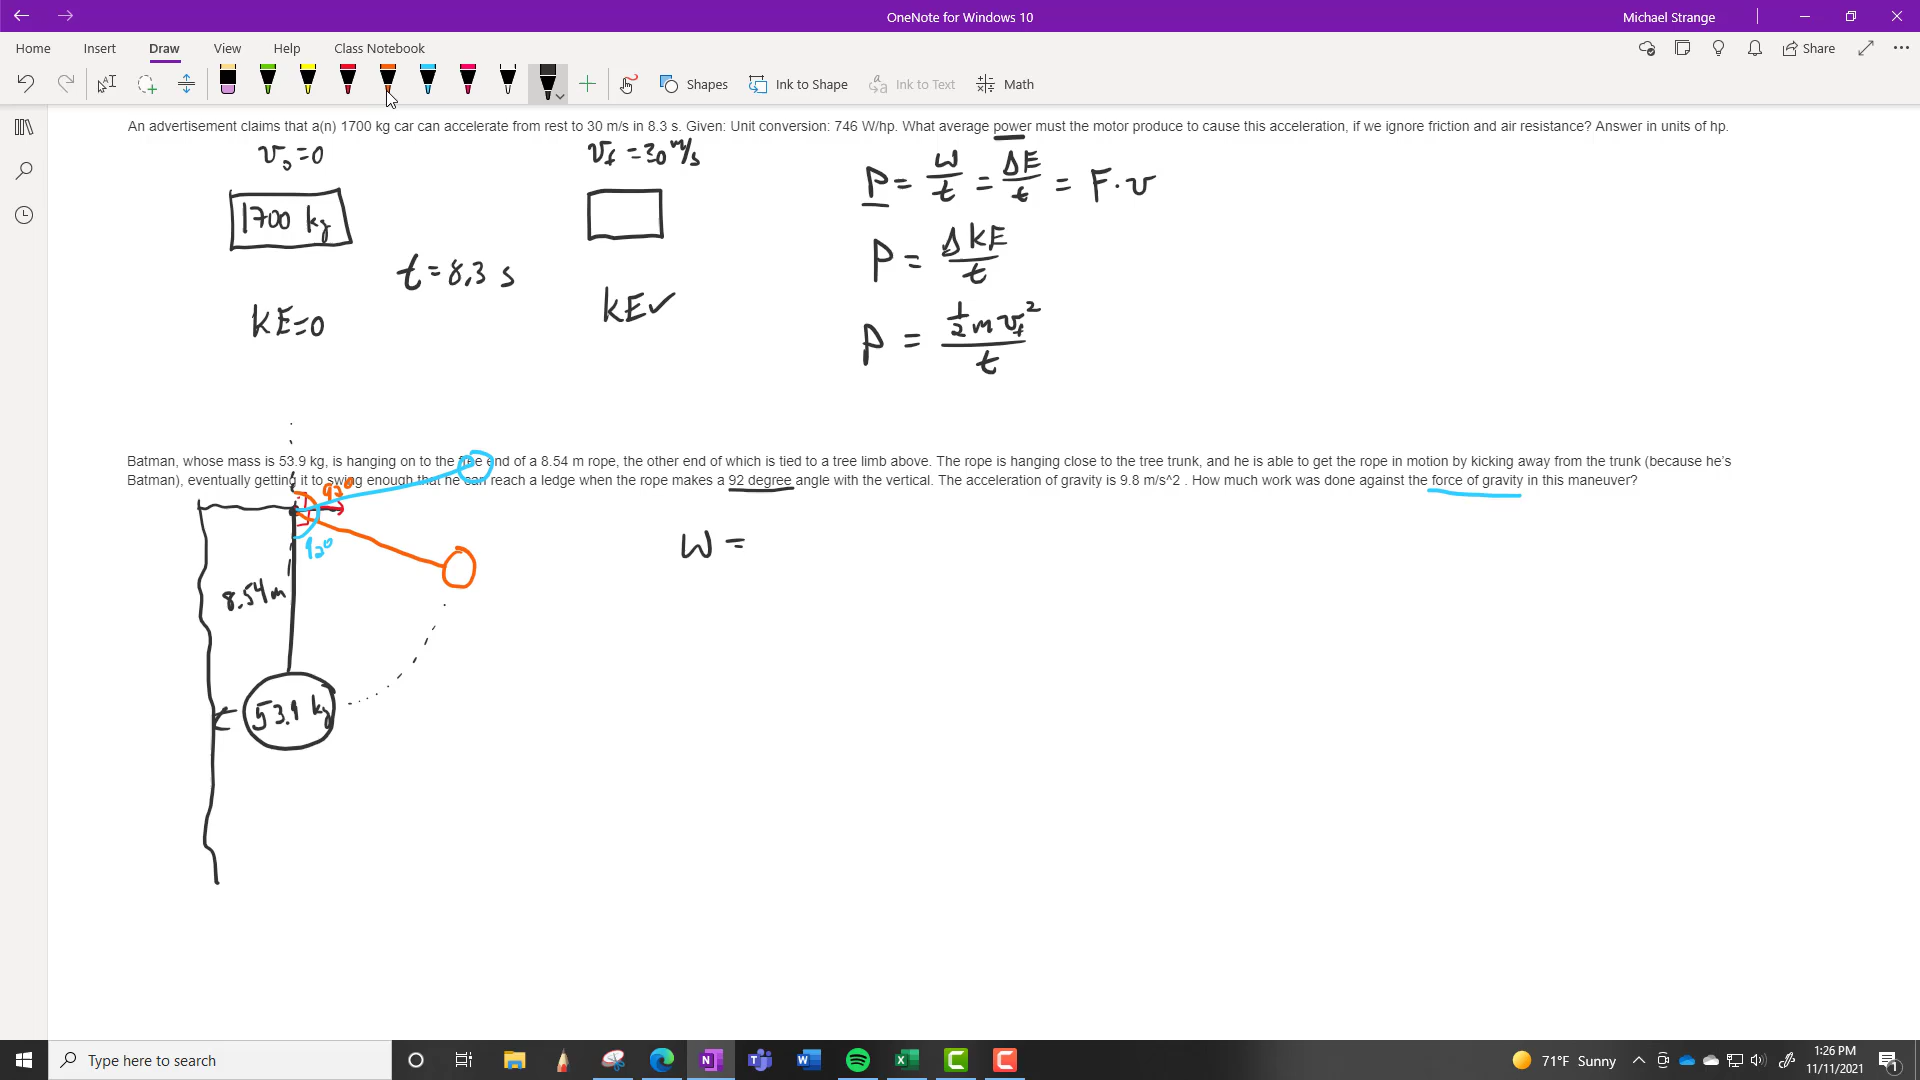 OneNote for Windows 10
Michael Strange
Home Insert Draw View Help Class Notebook
Share
Shapes Ink to Shape Ink to Text Math
An advertisement claims that a(n) 1700 kg car can accelerate from rest to 30 m/s in 8.3 s. Given: Unit conversion: 746 W/hp. What average power must the motor produce to cause this acceleration, if we ignore friction and air resistance? Answer in units of hp.
v₀ = 0
v_f = 30 m/s
P = W/t = ΔE/t = F·v
1700 kg
P = ΔKE/t
t = 8.3 s
KE = 0
KE ✓
P = ½ m v_f² / t
Batman, whose mass is 53.9 kg, is hanging on to the free end of a 8.54 m rope, the other end of which is tied to a tree limb above. The rope is hanging close to the tree trunk, and he is able to get the rope in motion by kicking away from the trunk (because he's
Batman), eventually getting it to swing enough that he can reach a ledge when the rope makes a 92 degree angle with the vertical. The acceleration of gravity is 9.8 m/s^2 . How much work was done against the force of gravity in this maneuver?
92°
92°
W =
8.54m
53.9 kg
Type here to search
71°F Sunny
1:26 PM
11/11/2021